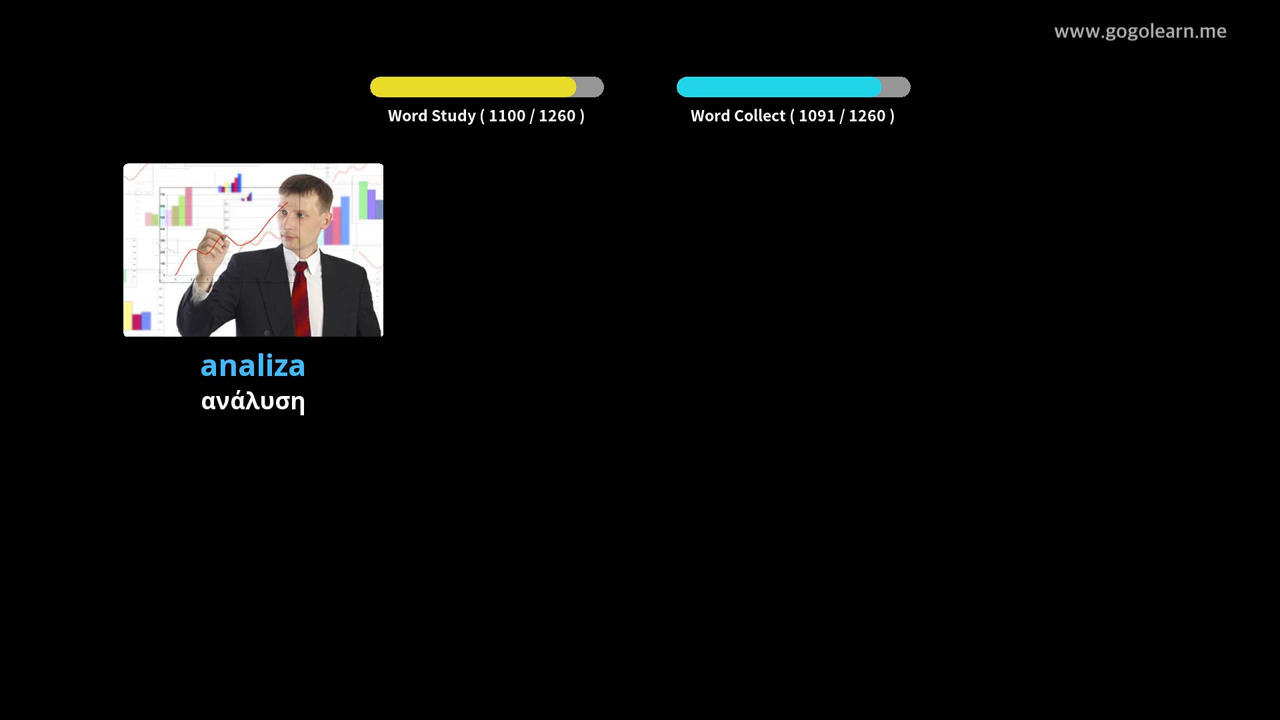 www.gogolearn.me
Word Study ( 1100 / 1260 )
Word Collect ( 1091 / 1260 )
analiza
ανάλυση